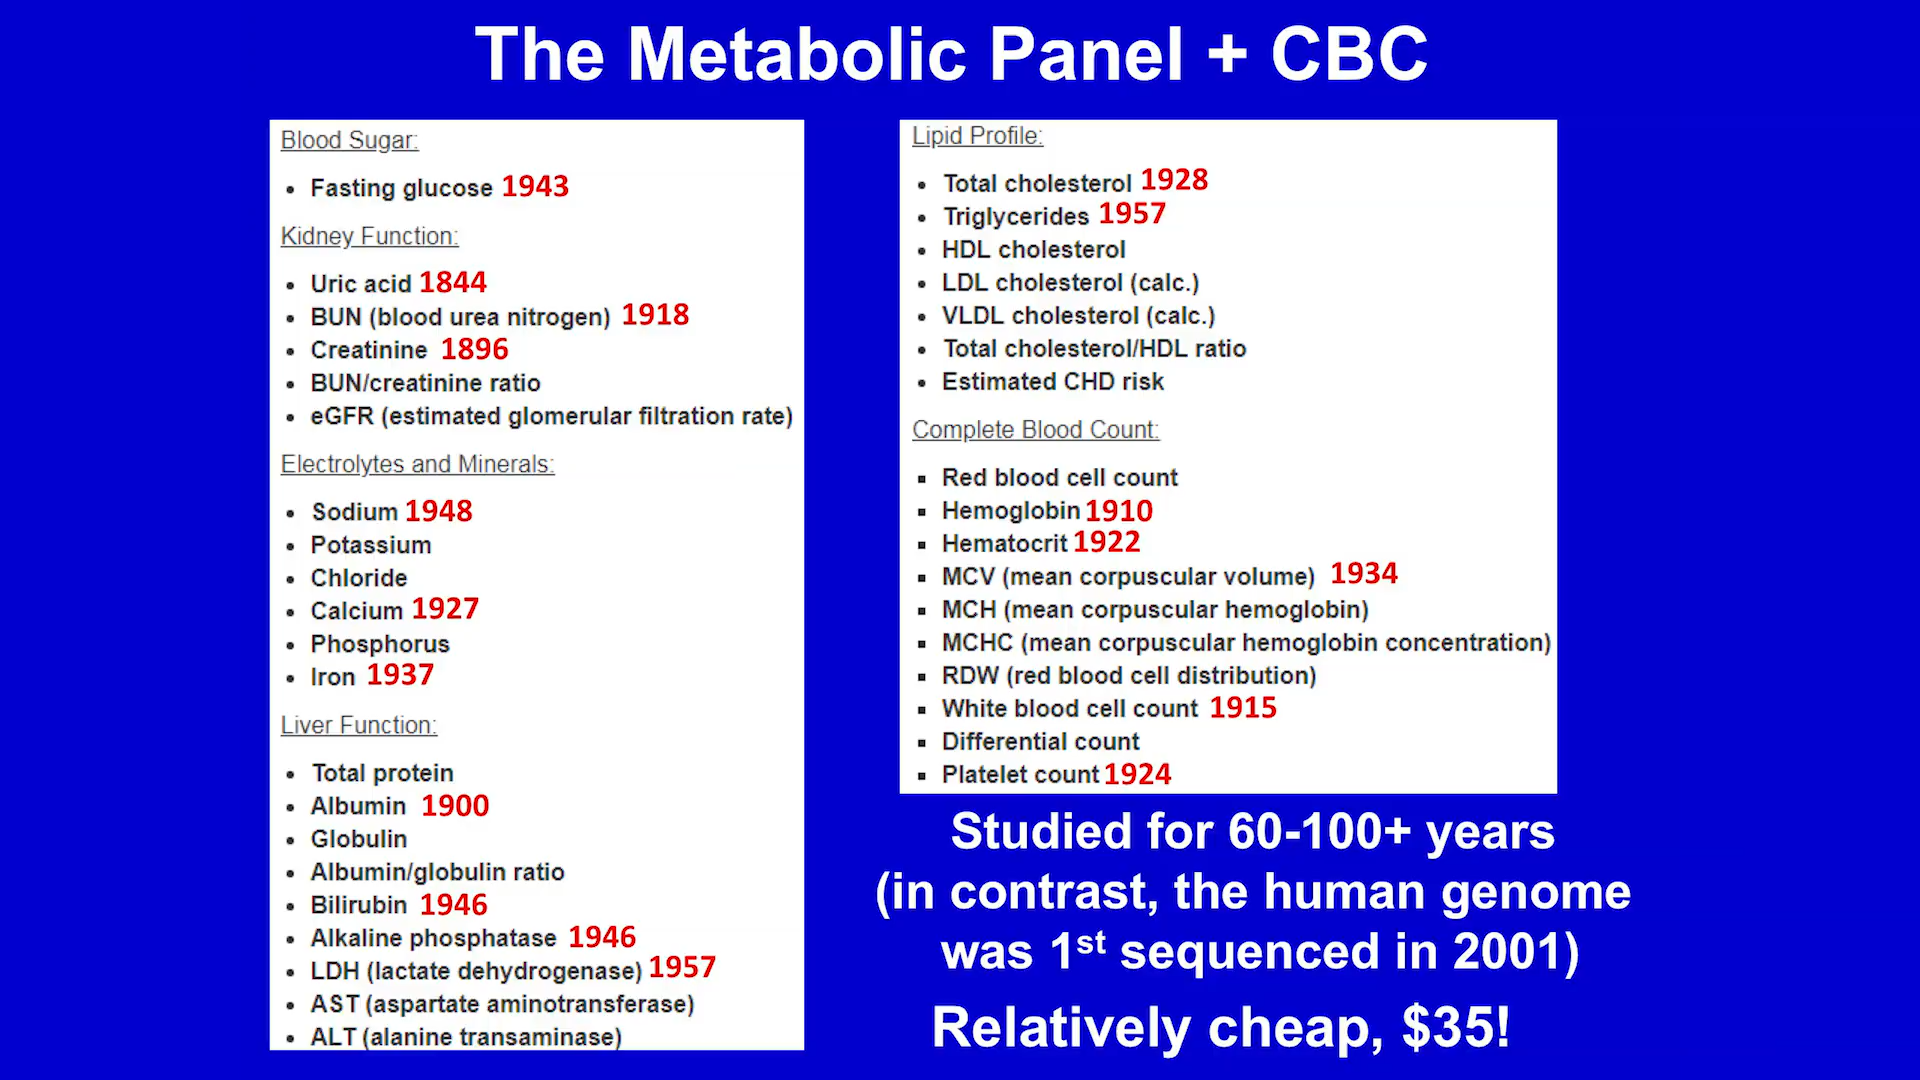 The Metabolic Panel + CBC
Blood Sugar:
• Fasting glucose 1943
Kidney Function:
• Uric acid 1844
• BUN (blood urea nitrogen) 1918
• Creatinine 1896
• BUN/creatinine ratio
• eGFR (estimated glomerular filtration rate)
Electrolytes and Minerals:
• Sodium 1948
• Potassium
• Chloride
• Calcium 1927
• Phosphorus
• Iron 1937
Liver Function:
• Total protein
• Albumin 1900
• Globulin
• Albumin/globulin ratio
• Bilirubin 1946
• Alkaline phosphatase 1946
• LDH (lactate dehydrogenase) 1957
• AST (aspartate aminotransferase)
• ALT (alanine transaminase)
Lipid Profile:
• Total cholesterol 1928
• Triglycerides 1957
• HDL cholesterol
• LDL cholesterol (calc.)
• VLDL cholesterol (calc.)
• Total cholesterol/HDL ratio
• Estimated CHD risk
Complete Blood Count:
▪ Red blood cell count
▪ Hemoglobin 1910
▪ Hematocrit 1922
▪ MCV (mean corpuscular volume) 1934
▪ MCH (mean corpuscular hemoglobin)
▪ MCHC (mean corpuscular hemoglobin concentration)
▪ RDW (red blood cell distribution)
▪ White blood cell count 1915
▪ Differential count
▪ Platelet count 1924
Studied for 60-100+ years
(in contrast, the human genome
was 1st sequenced in 2001)
Relatively cheap, $35!